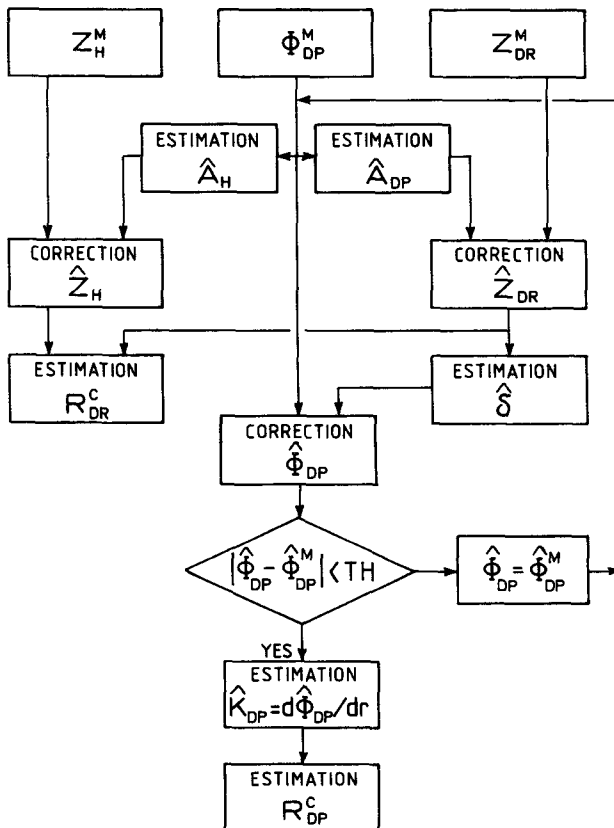 Z_H^M
Φ_DP^M
Z_DR^M
ESTIMATION
Â_H
ESTIMATION
Â_DP
CORRECTION
Ẑ_H
CORRECTION
Ẑ_DR
ESTIMATION
R_DR^C
ESTIMATION
δ̂
CORRECTION
Φ̂_DP
|Φ̂_DP - Φ̂_DP^M| < TH
Φ̂_DP = Φ̂_DP^M
YES
ESTIMATION
K̂_DP = dΦ̂_DP/dr
ESTIMATION
R_DP^C